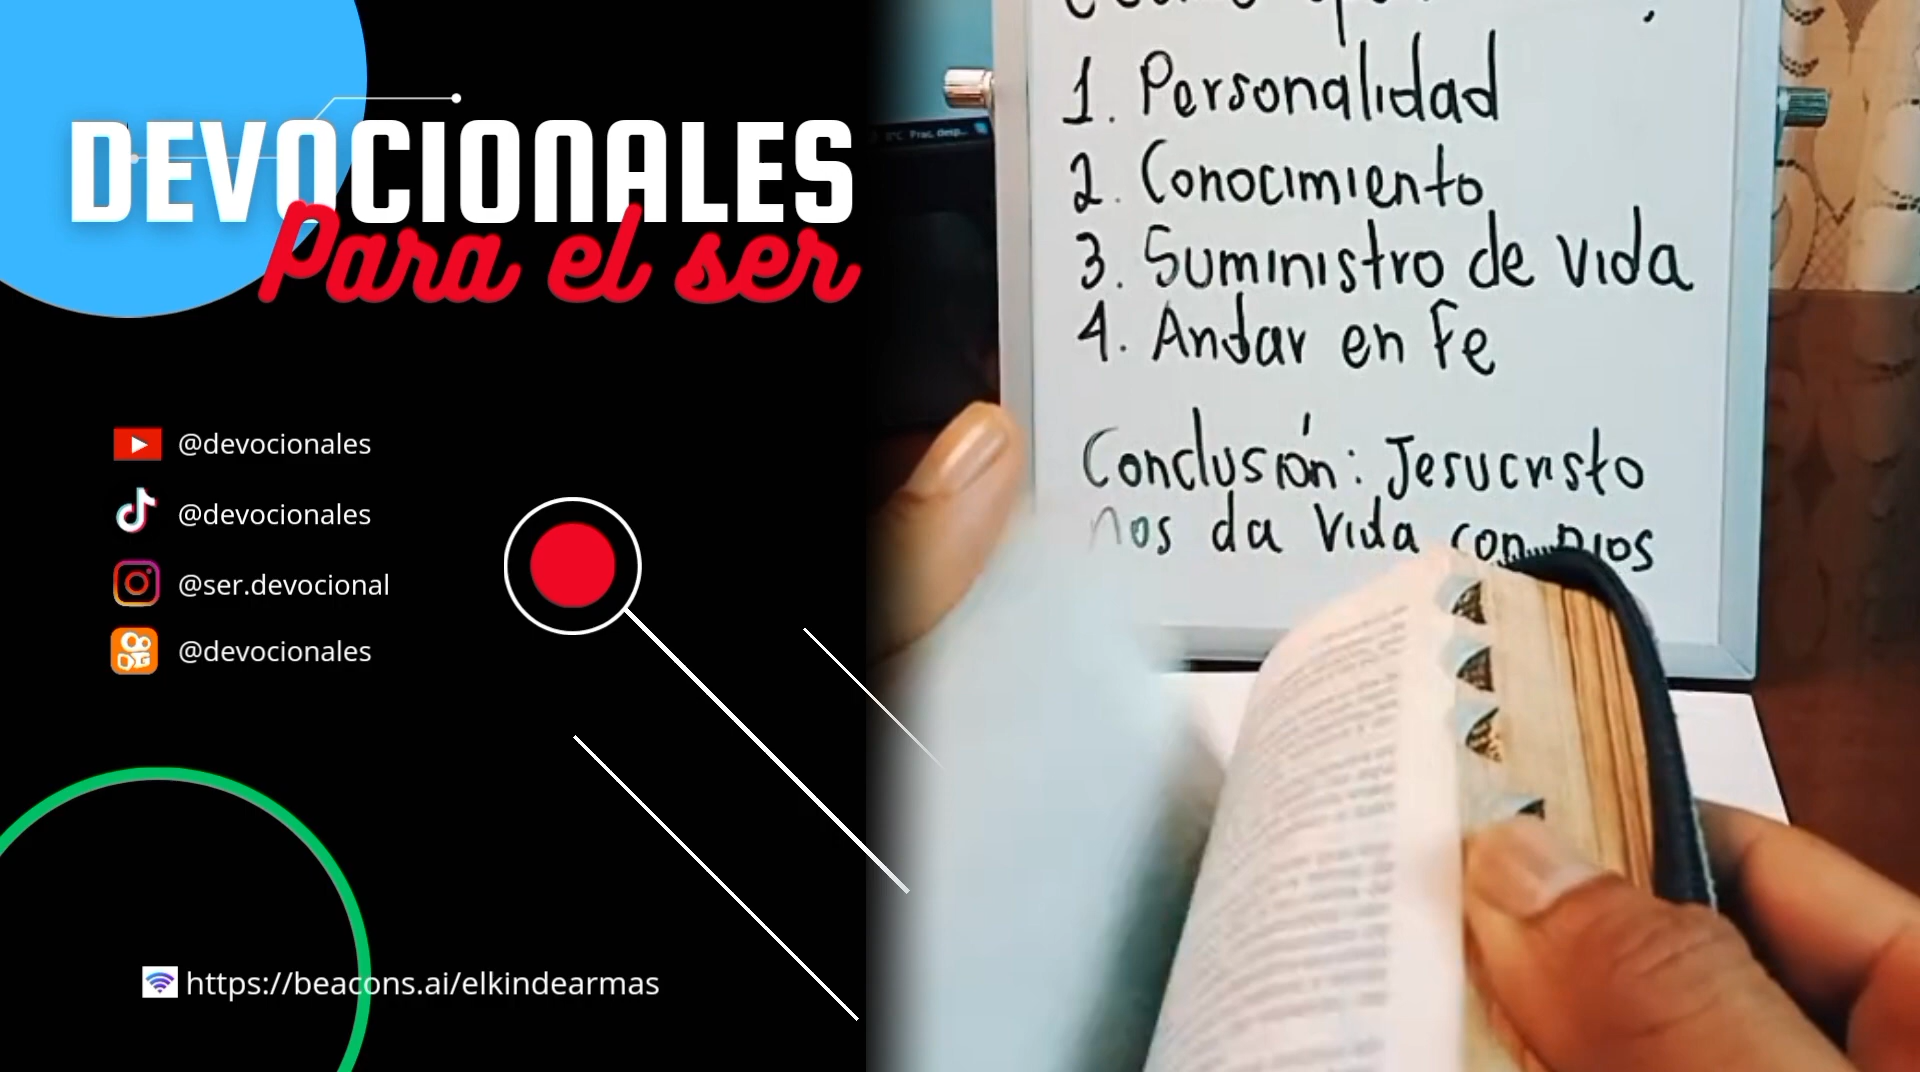 DEVOCIONALES
Para el ser
@devocionales
@devocionales
@ser.devocional
@devocionales
https://beacons.ai/elkindearmas
1. Personalidad
2. Conocimiento
3. Suministro de vida
4. Andar en Fe
Conclusión: Jesucristo
nos da Vida con Dios